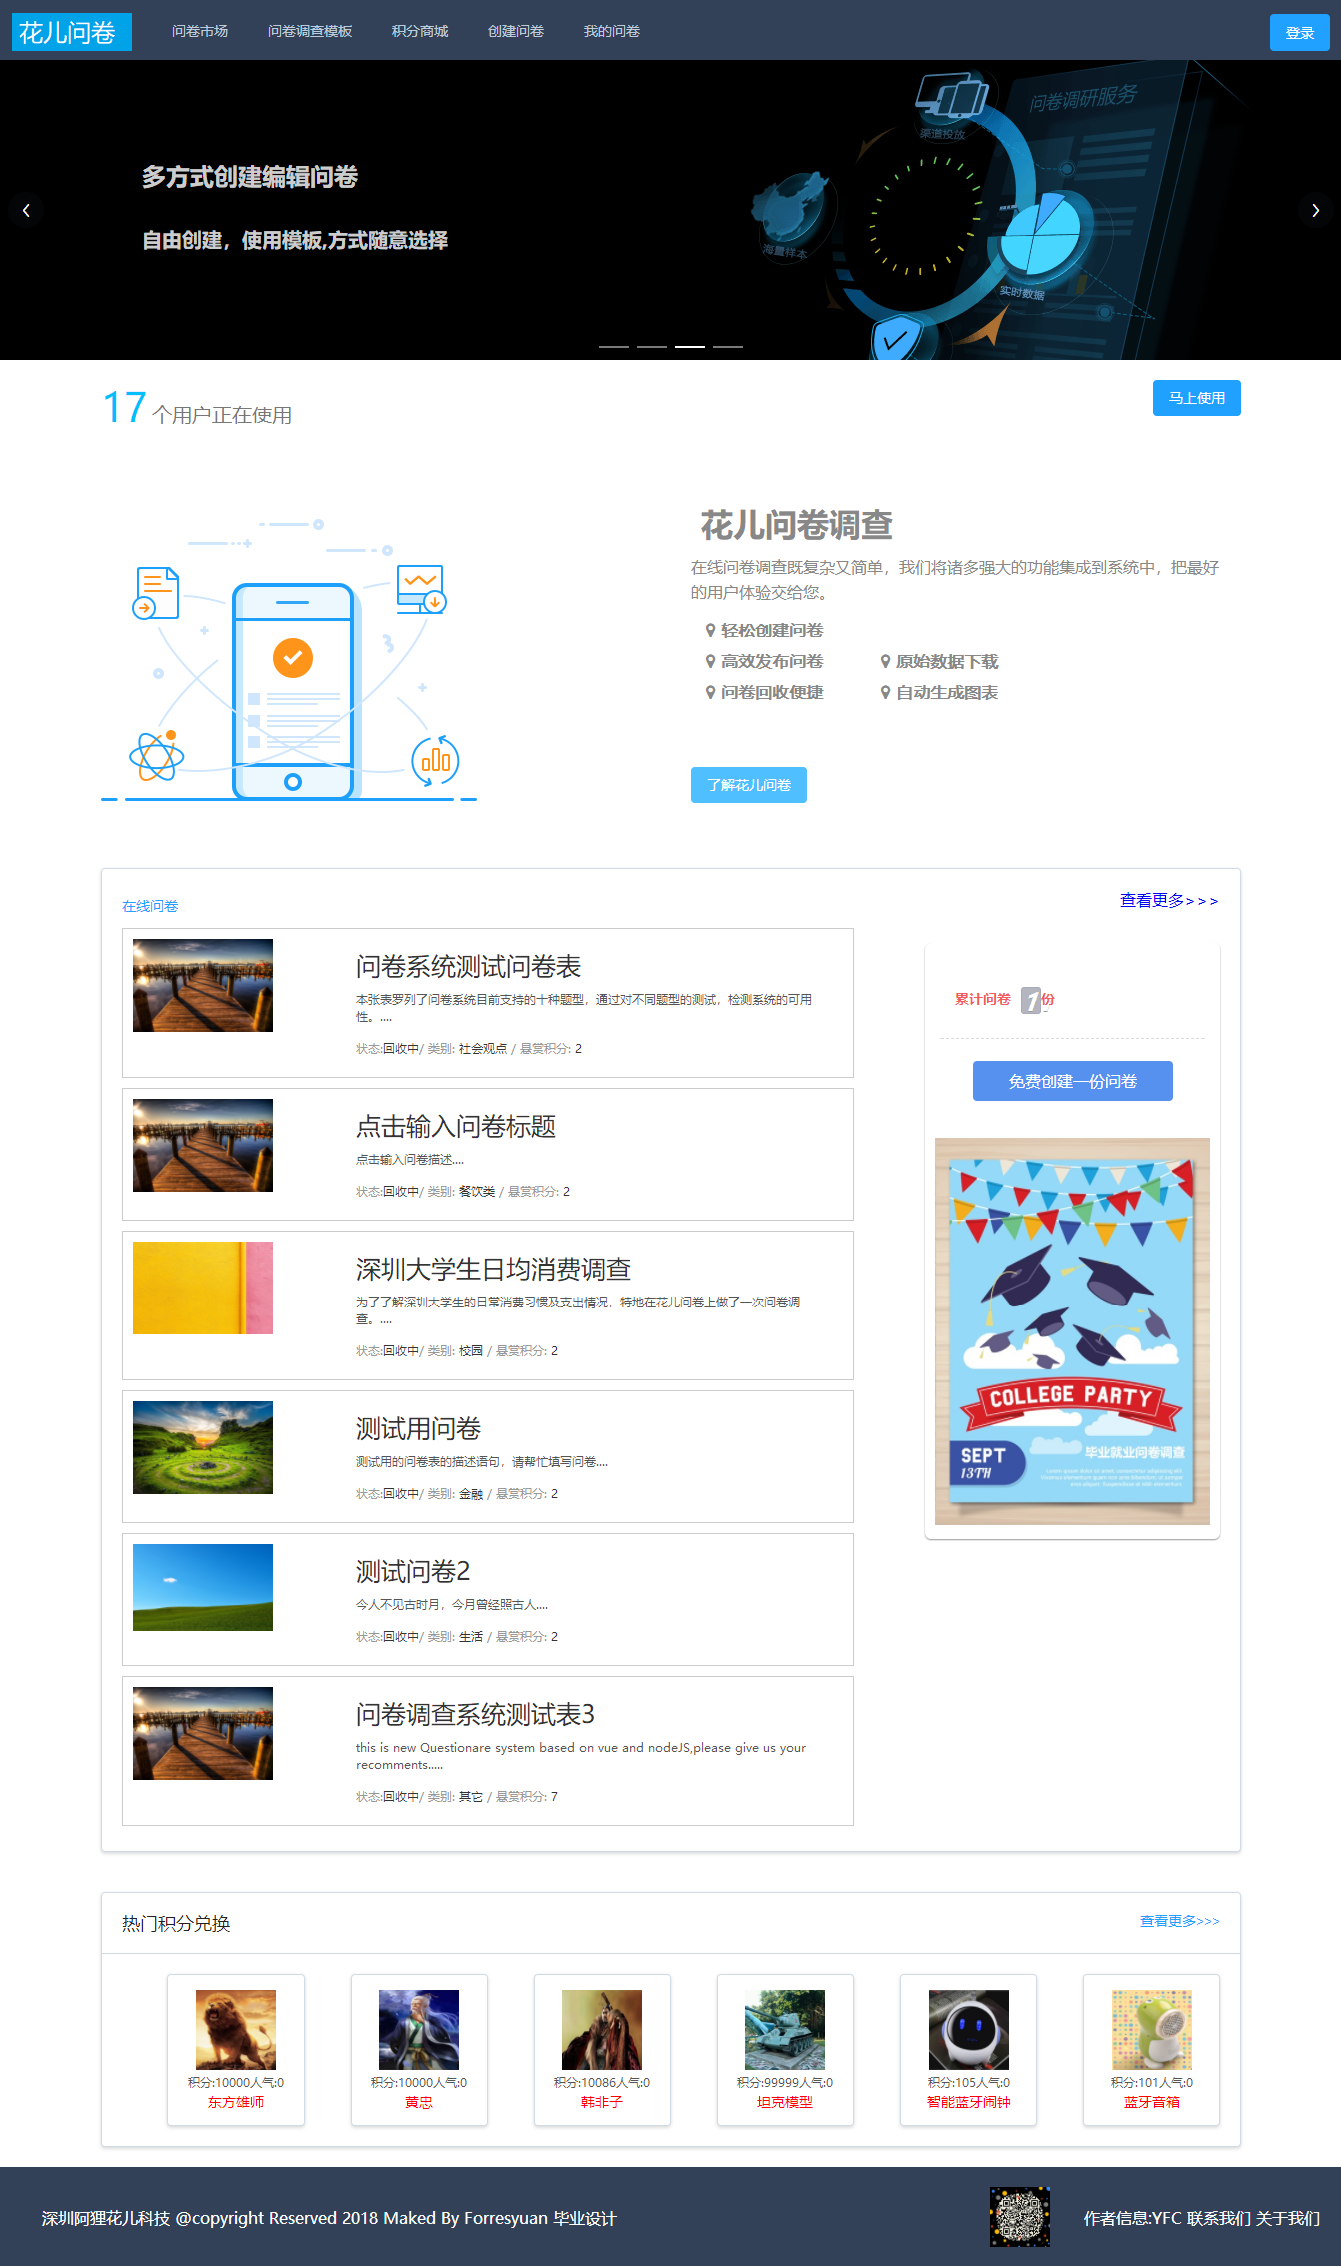 花儿问卷
问卷市场 问卷调查模板 积分商城 创建问卷 我的问卷
登录
问卷调研服务
渠道投放
海量样本
实时数据
多方式创建编辑问卷
自由创建，使用模板,方式随意选择
17 个用户正在使用
马上使用
花儿问卷调查
在线问卷调查既复杂又简单，我们将诸多强大的功能集成到系统中，把最好
的用户体验交给您。
轻松创建问卷
高效发布问卷 原始数据下载
问卷回收便捷 自动生成图表
了解花儿问卷
在线问卷
查看更多>>>
问卷系统测试问卷表
本张表罗列了问卷系统目前支持的十种题型，通过对不同题型的测试，检测系统的可用
性。....
状态:回收中/ 类别: 社会观点 / 悬赏积分: 2
点击输入问卷标题
点击输入问卷描述....
状态:回收中/ 类别: 餐饮类 / 悬赏积分: 2
深圳大学生日均消费调查
为了了解深圳大学生的日常消费习惯及支出情况，特地在花儿问卷上做了一次问卷调
查。....
状态:回收中/ 类别: 校园 / 悬赏积分: 2
测试用问卷
测试用的问卷表的描述语句，请帮忙填写问卷....
状态:回收中/ 类别: 金融 / 悬赏积分: 2
测试问卷2
今人不见古时月，今月曾经照古人....
状态:回收中/ 类别: 生活 / 悬赏积分: 2
问卷调查系统测试表3
this is new Questionare system based on vue and nodeJS,please give us your
recomments.....
状态:回收中/ 类别: 其它 / 悬赏积分: 7
累计问卷 1份
免费创建一份问卷
COLLEGE PARTY
SEPT
13TH
毕业就业问卷调查
热门积分兑换
查看更多>>>
积分:10000人气:0
东方雄师
积分:10000人气:0
黄忠
积分:10086人气:0
韩非子
积分:99999人气:0
坦克模型
积分:105人气:0
智能蓝牙闹钟
积分:101人气:0
蓝牙音箱
深圳阿狸花儿科技 @copyright Reserved 2018 Maked By Forresyuan 毕业设计
作者信息:YFC 联系我们 关于我们